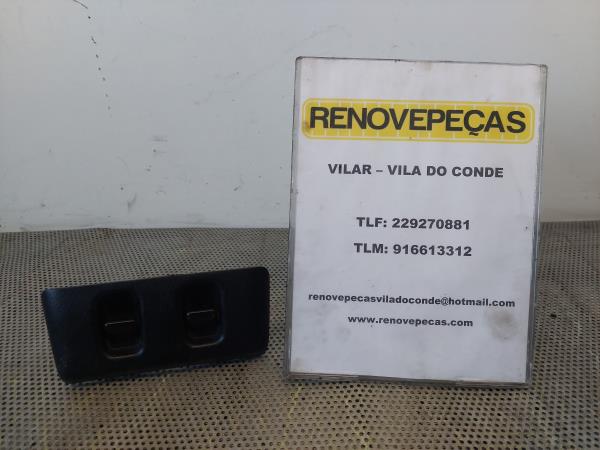 RENOVEPEÇAS
VILAR – VILA DO CONDE
TLF: 229270881
TLM: 916613312
renovepecasviladoconde@hotmail.com
www.renovepecas.com